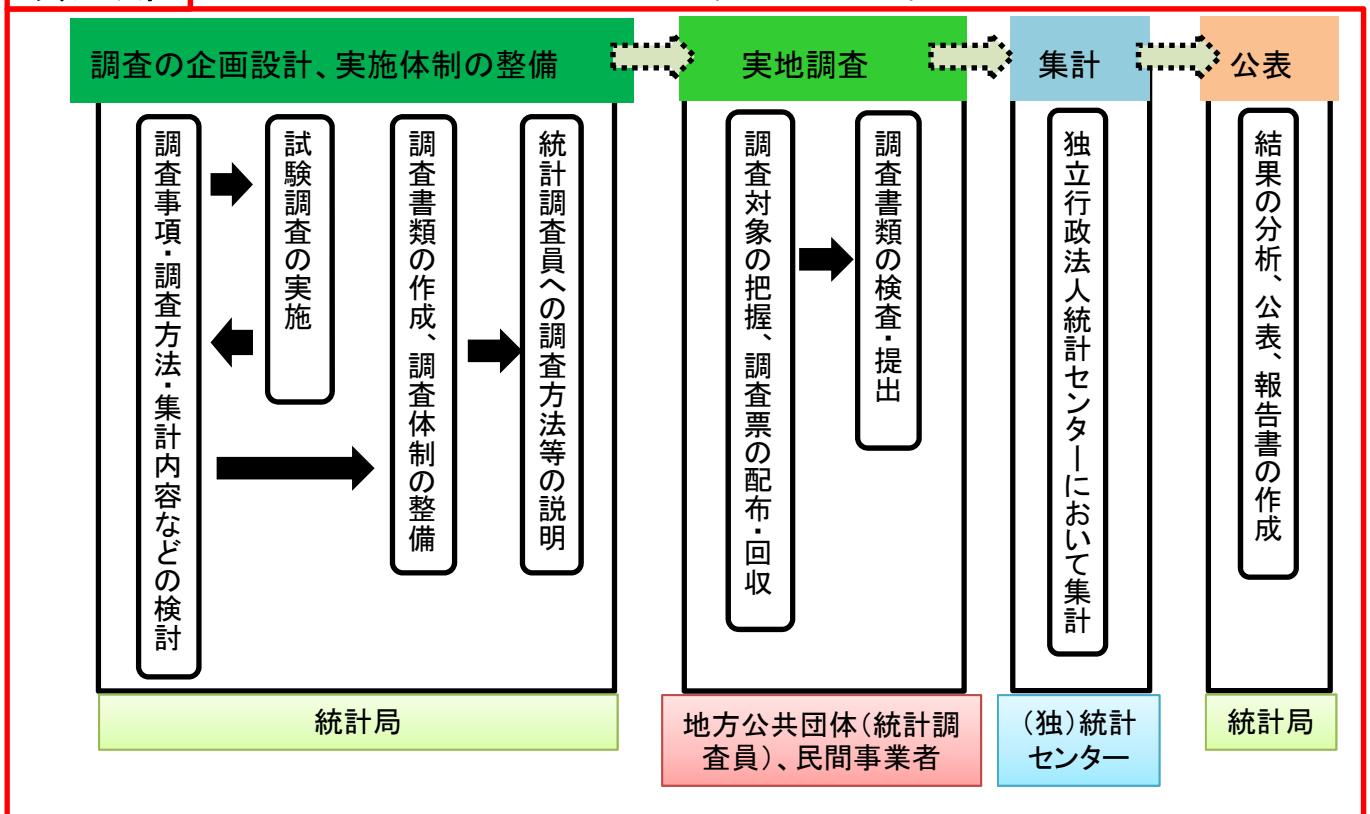 調査の企画設計、実施体制の整備
実地調査
集計
公表
調査事項・調査方法・集計内容などの検討
試験調査の実施
調査書類の作成、調査体制の整備
統計調査員への調査方法等の説明
調査対象の把握、調査票の配布・回収
調査書類の検査・提出
独立行政法人統計センターにおいて集計
結果の分析、公表、報告書の作成
統計局
地方公共団体（統計調
査員）、民間事業者
（独）統計
センター
統計局